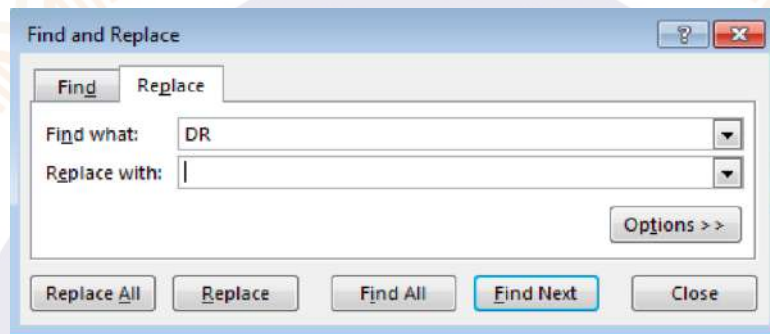 Find and Replace
Find Replace
Find what: DR
Replace with:
Options >>
Replace All Replace Find All Find Next Close